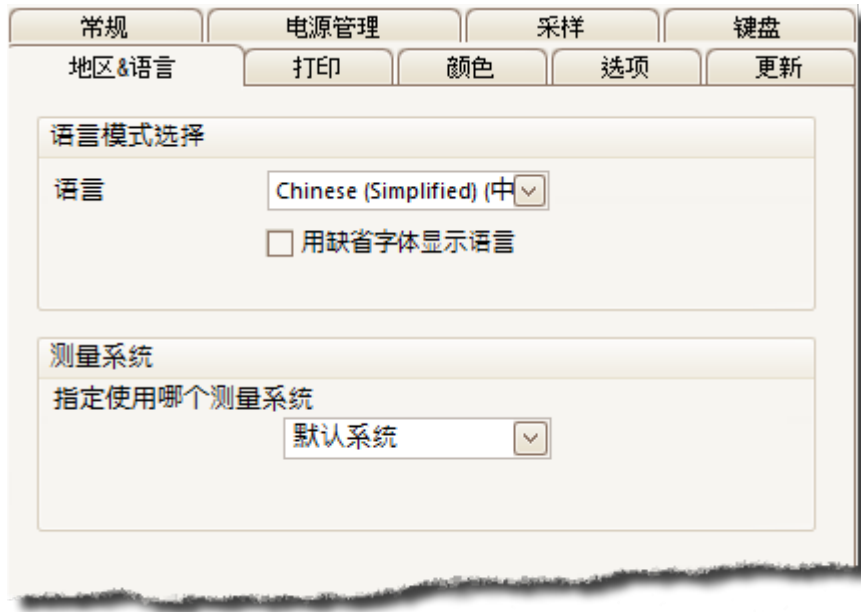 常规 电源管理 采样 键盘
地区&语言 打印 颜色 选项 更新
语言模式选择
语言 Chinese (Simplified) (中
用缺省字体显示语言
测量系统
指定使用哪个测量系统
默认系统